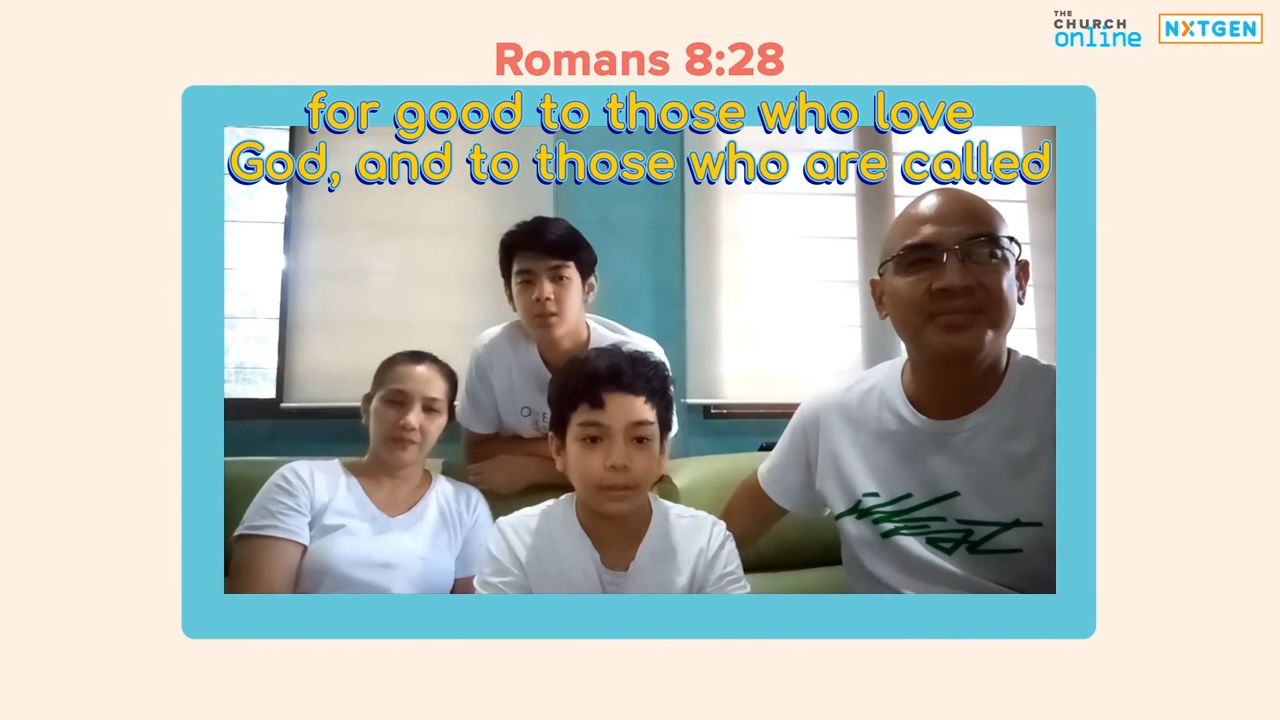 THE
CHURCH
online
NXTGEN
Romans 8:28
for good to those who love
God, and to those who are called